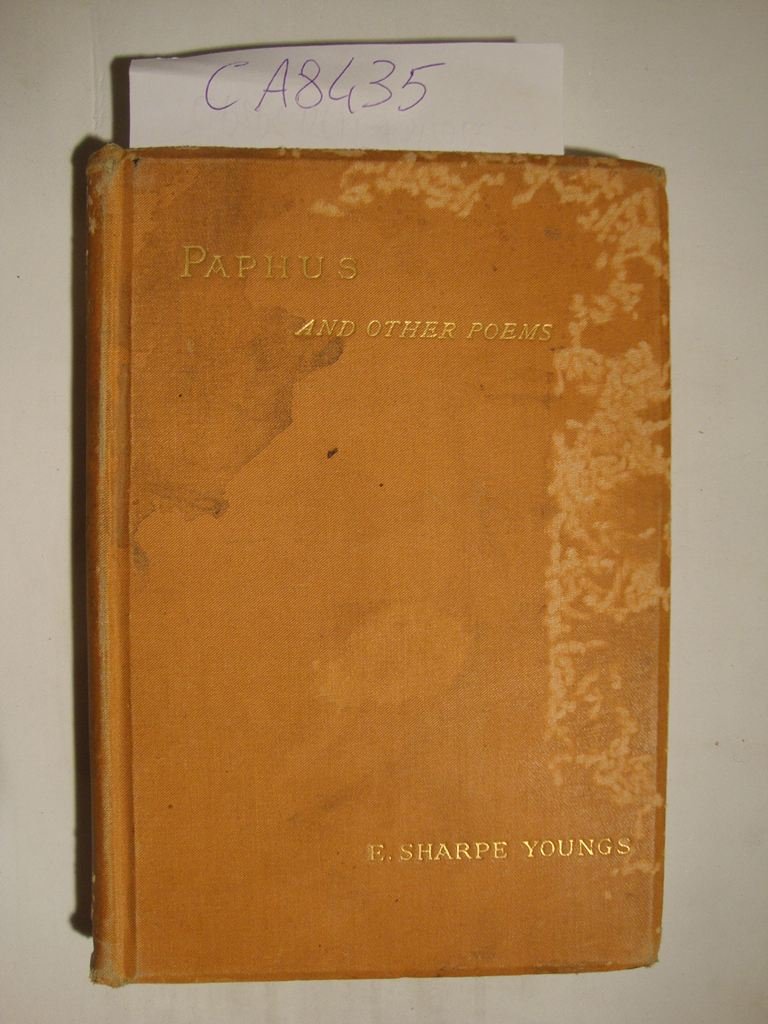 CA8435
PAPHUS
AND OTHER POEMS
E. SHARPE YOUNGS